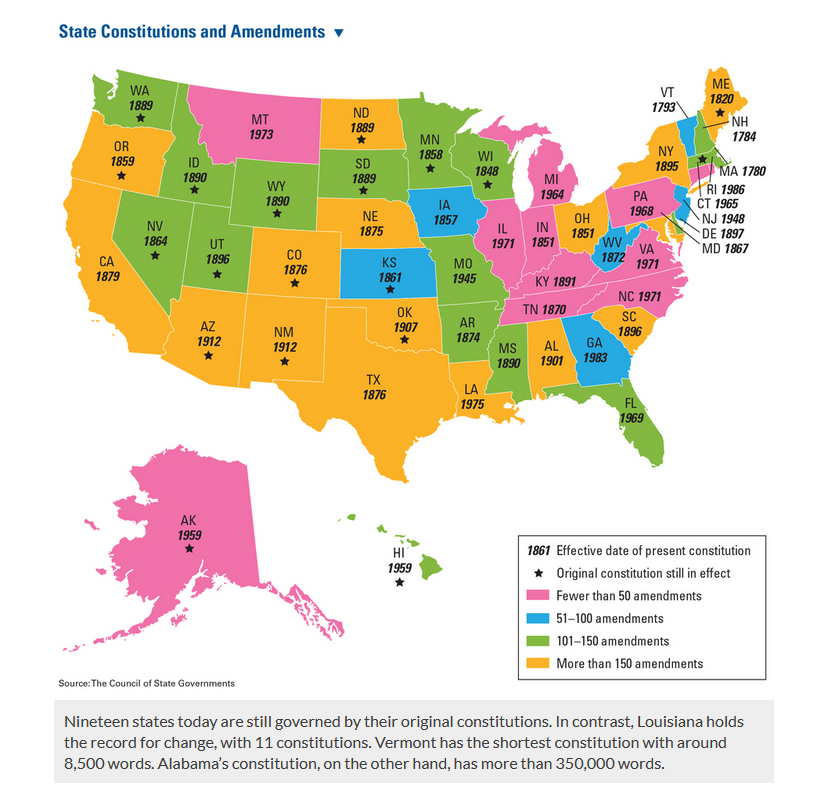 State Constitutions and Amendments ▼
WA
1889
★
MT
1973
ND
1889
★
MN
1858
★
VT
1793
ME
1820
★
NH
1784
OR
1859
★
ID
1890
★
WY
1890
★
SD
1889
★
WI
1848
★
MI
1964
NY
1895
★
MA 1780
RI 1986
CT 1965
NJ 1948
DE 1897
MD 1867
NV
1864
★
UT
1896
★
CO
1876
★
NE
1875
IA
1857
IL
1971
IN
1851
OH
1851
PA
1968
WV
1872
VA
1971
CA
1879
KS
1861
★
MO
1945
KY 1891
NC 1971
TN 1870
SC
1896
AZ
1912
★
NM
1912
★
OK
1907
★
AR
1874
MS
1890
AL
1901
GA
1983
TX
1876
LA
1975
FL
1969
AK
1959
★
HI
1959
★
1861 Effective date of present constitution
★ Original constitution still in effect
Fewer than 50 amendments
51–100 amendments
101–150 amendments
More than 150 amendments
Source:The Council of State Governments
Nineteen states today are still governed by their original constitutions. In contrast, Louisiana holds
the record for change, with 11 constitutions. Vermont has the shortest constitution with around
8,500 words. Alabama’s constitution, on the other hand, has more than 350,000 words.